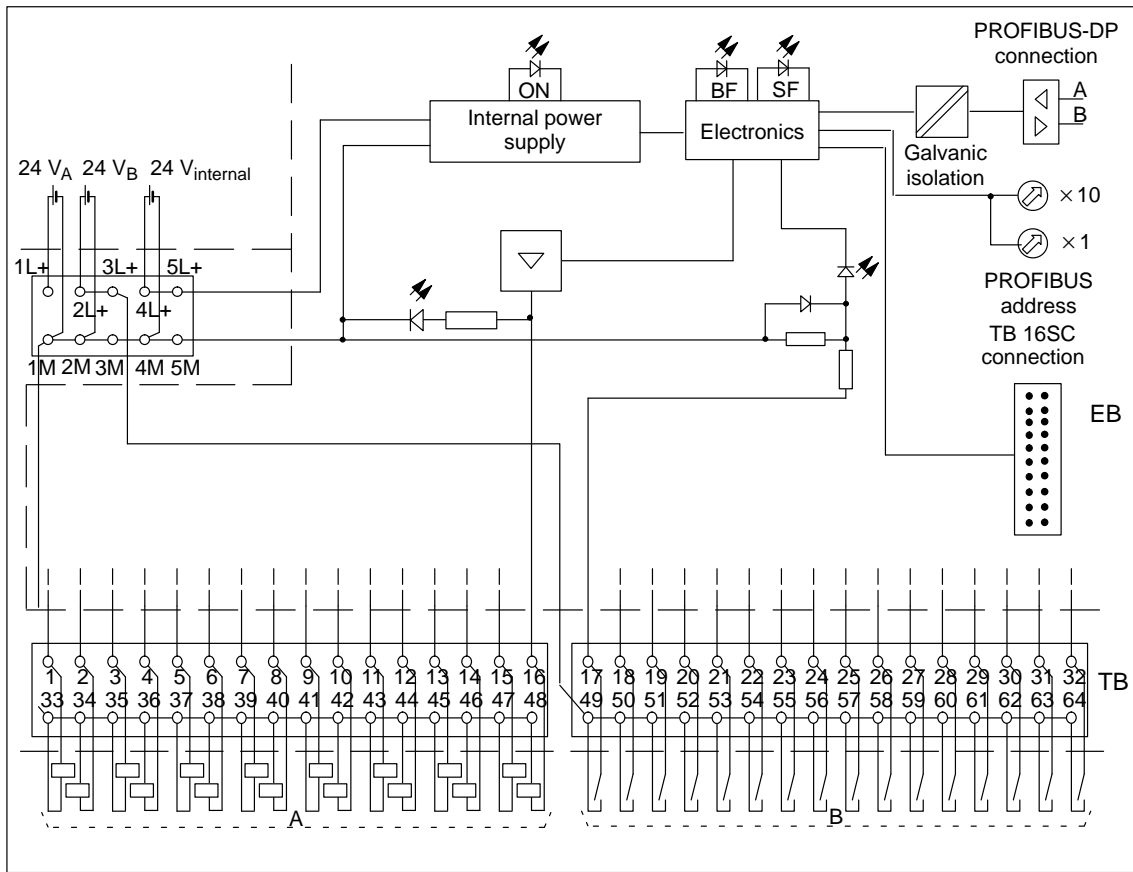 PROFIBUS-DP
connection
ON
BF
SF
A
B
Internal power
supply
Electronics
Galvanic
isolation
24 VA
24 VB
24 Vinternal
×10
×1
1L+
3L+
5L+
2L+
4L+
PROFIBUS
address
TB 16SC
connection
1M 2M 3M 4M 5M
EB
1 2 3 4 5 6 7 8 9 10 11 12 13 14 15 16
17 18 19 20 21 22 23 24 25 26 27 28 29 30 31 32
TB
33 34 35 36 37 38 39 40 41 42 43 44 45 46 47 48
49 50 51 52 53 54 55 56 57 58 59 60 61 62 63 64
A
B